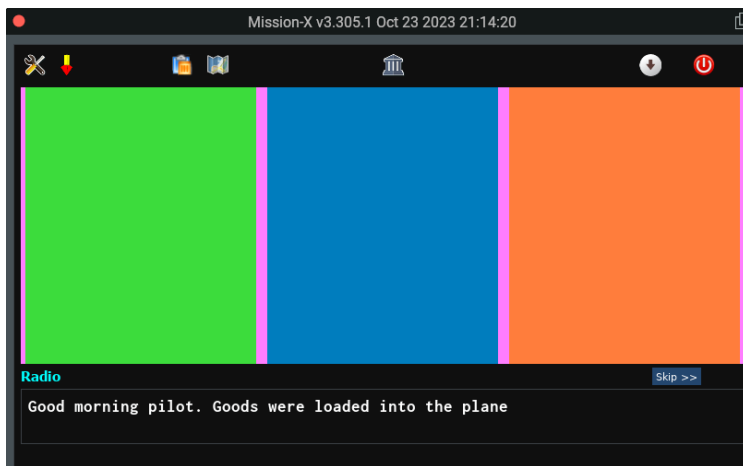 Mission-X v3.305.1 Oct 23 2023 21:14:20
Radio
Skip >>
Good morning pilot. Goods were loaded into the plane